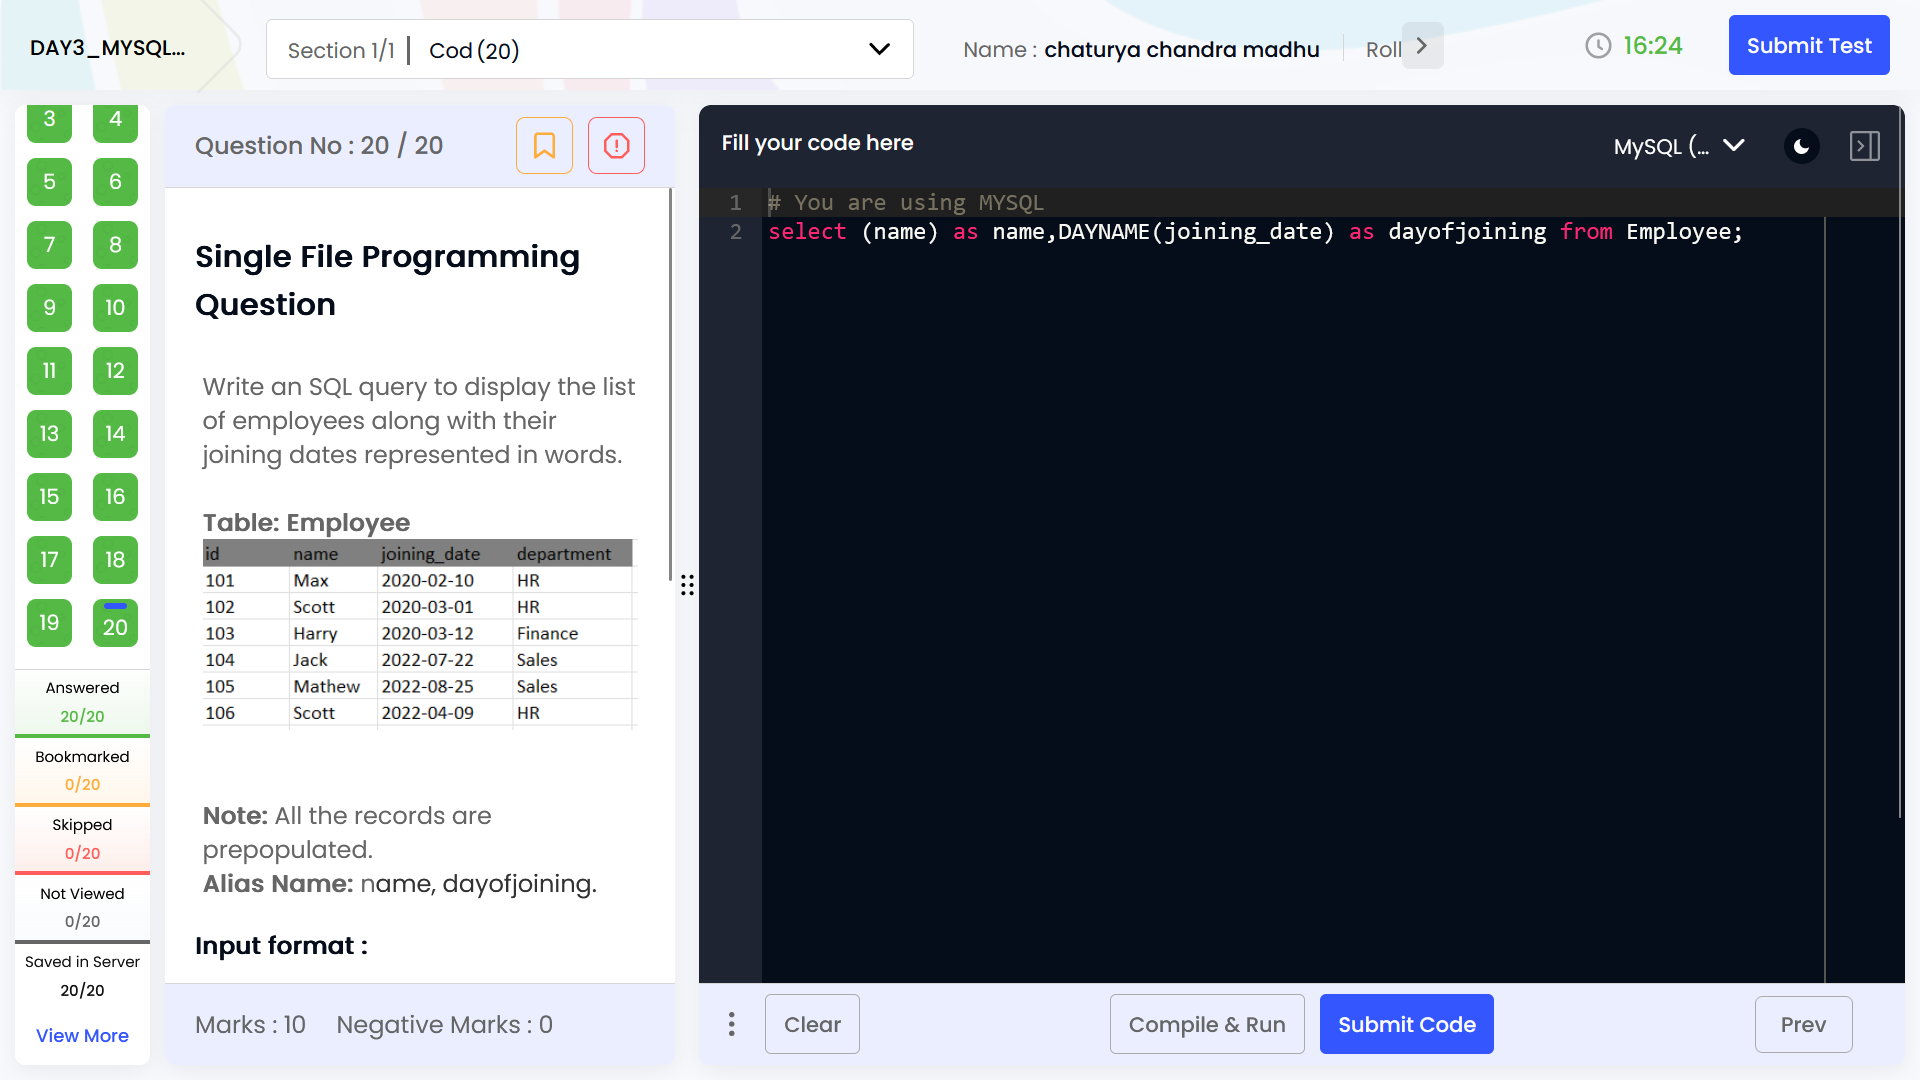 DAY3_MYSQL...
Section 1/1 | Cod (20)
Name : chaturya chandra madhu
Roll
16:24
Submit Test
3 4
5 6
7 8
9 10
11 12
13 14
15 16
17 18
19 20
Answered
20/20
Bookmarked
0/20
Skipped
0/20
Not Viewed
0/20
Saved in Server
20/20
View More
Question No : 20 / 20
Single File Programming
Question
Write an SQL query to display the list
of employees along with their
joining dates represented in words.
Table: Employee
id name joining_date department
101 Max 2020-02-10 HR
102 Scott 2020-03-01 HR
103 Harry 2020-03-12 Finance
104 Jack 2022-07-22 Sales
105 Mathew 2022-08-25 Sales
106 Scott 2022-04-09 HR
Note: All the records are
prepopulated.
Alias Name: name, dayofjoining.
Input format :
Marks : 10 Negative Marks : 0
Fill your code here
MySQL (...
1 # You are using MYSQL
2 select (name) as name,DAYNAME(joining_date) as dayofjoining from Employee;
Clear
Compile & Run
Submit Code
Prev